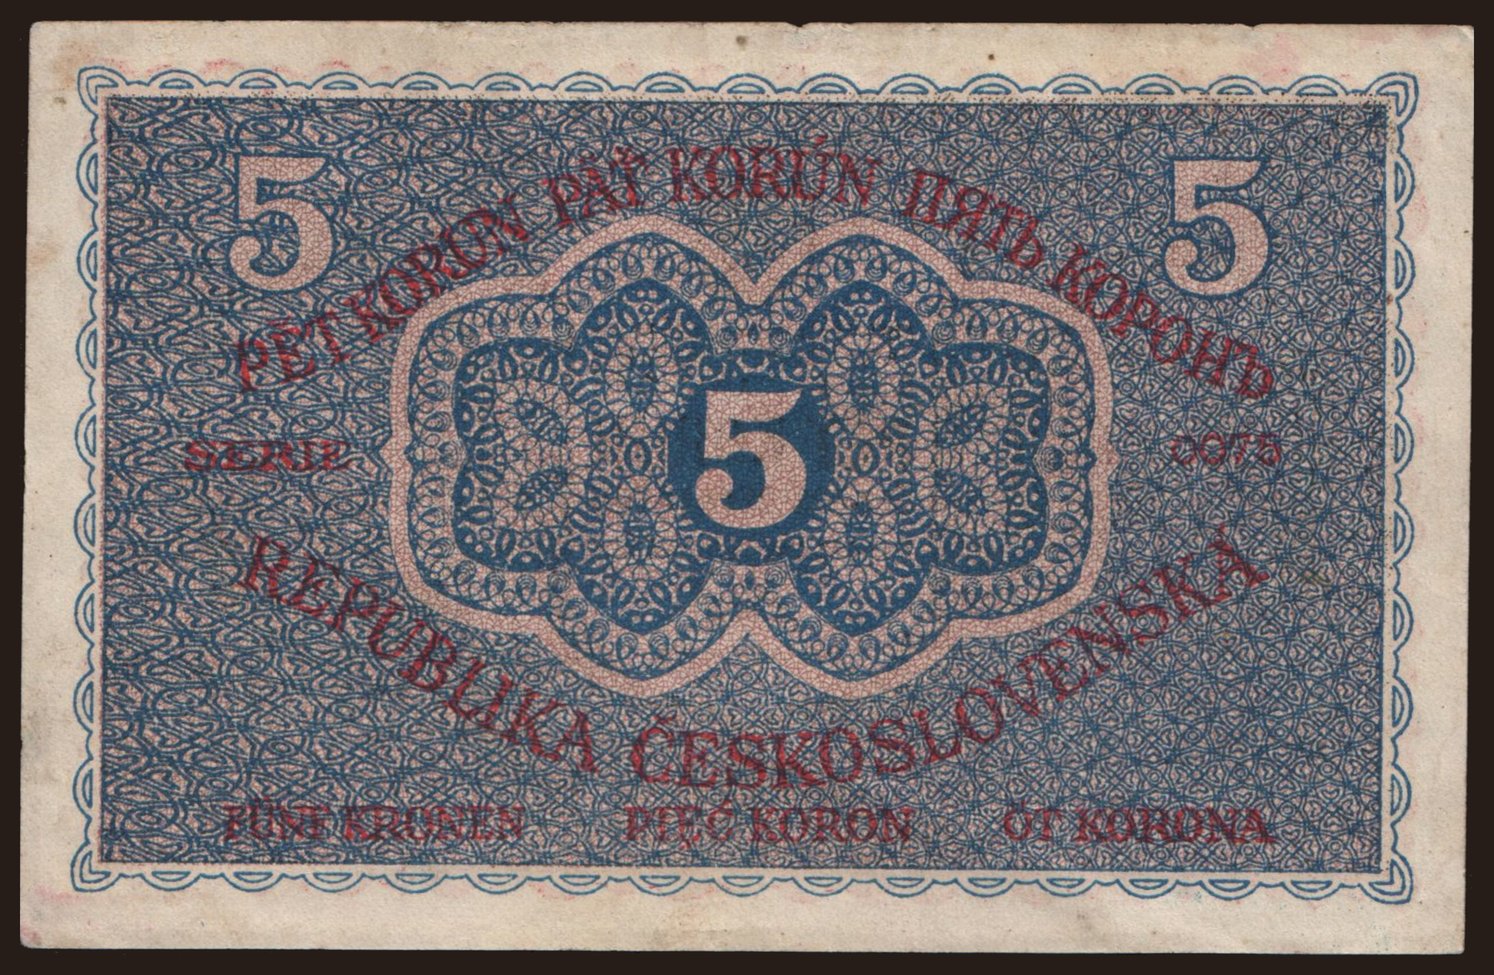 5 5
PĚT KORUN PÄŤ KORÚN ПЯТЬ КОРОНЪ
5
SERIE 0075
REPUBLIKA ČESKOSLOVENSKÁ
FÜNF KRONEN PIĘĆ KORON ÖT KORONA